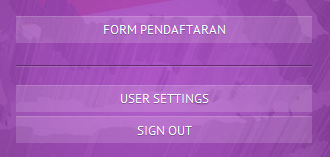 FORM PENDAFTARAN
USER SETTINGS
SIGN OUT